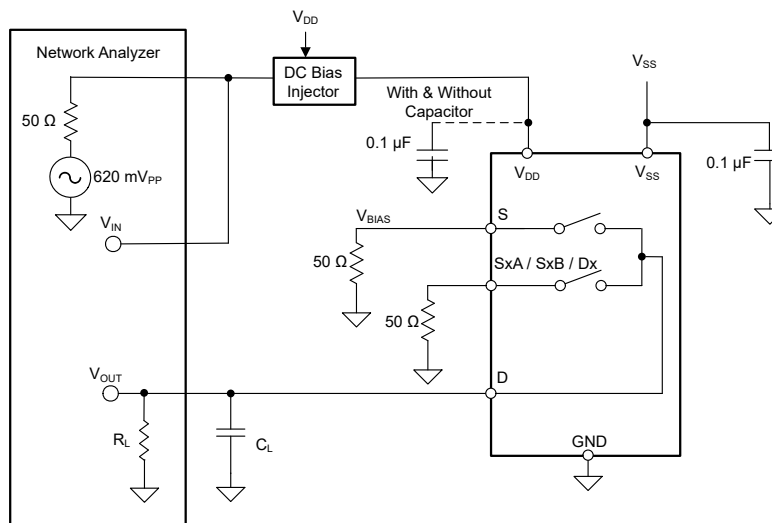 V_DD
Network Analyzer
DC Bias
Injector
V_SS
With & Without
Capacitor
50 Ω
0.1 µF
0.1 µF
620 mV_PP
V_DD
V_SS
V_IN
V_BIAS
S
50 Ω
SxA / SxB / Dx
50 Ω
V_OUT
D
R_L
C_L
GND